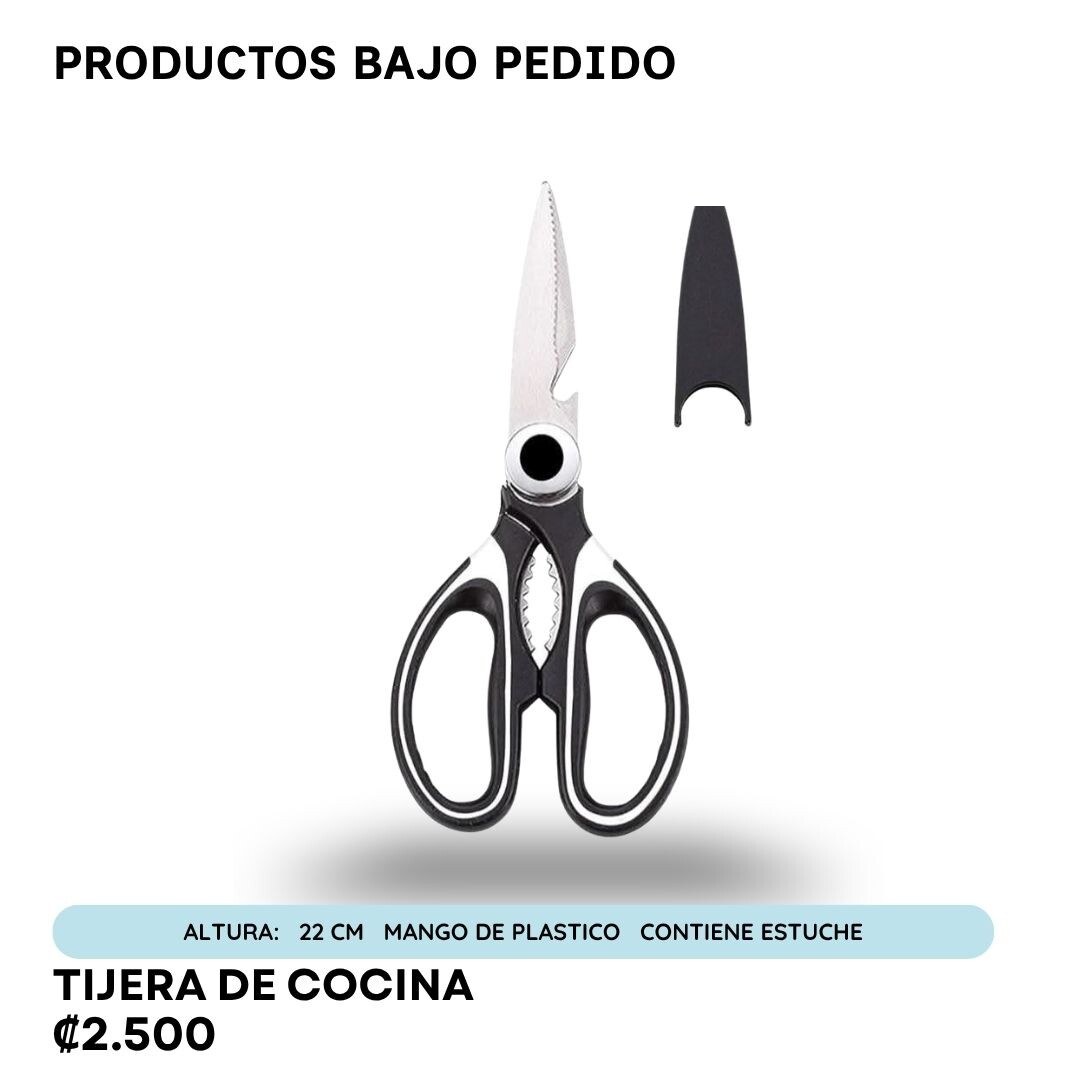 PRODUCTOS BAJO PEDIDO
ALTURA: 22 CM MANGO DE PLASTICO CONTIENE ESTUCHE
TIJERA DE COCINA
₡2.500